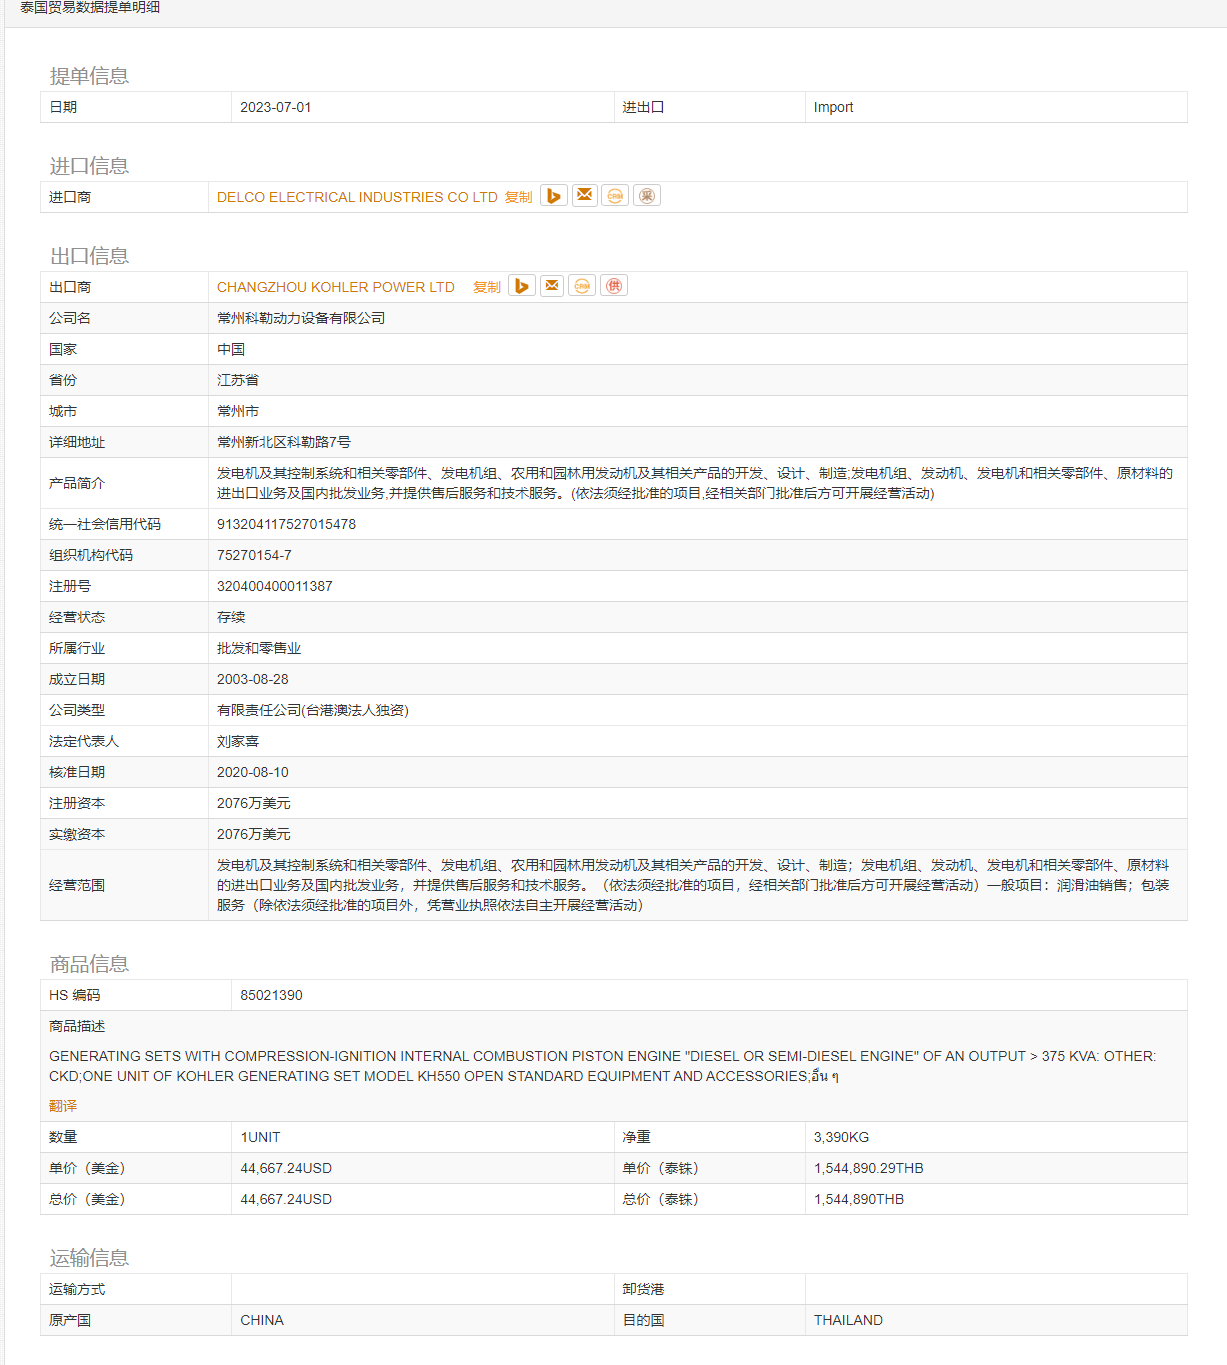 泰国贸易数据提单明细
提单信息
日期 2023-07-01 进出口 Import
进口信息
进口商 DELCO ELECTRICAL INDUSTRIES CO LTD 复制 CRM 采
出口信息
出口商 CHANGZHOU KOHLER POWER LTD 复制 CRM 供
公司名 常州科勒动力设备有限公司
国家 中国
省份 江苏省
城市 常州市
详细地址 常州新北区科勒路7号
产品简介 发电机及其控制系统和相关零部件、发电机组、农用和园林用发动机及其相关产品的开发、设计、制造;发电机组、发动机、发电机和相关零部件、原材料的
进出口业务及国内批发业务,并提供售后服务和技术服务。(依法须经批准的项目,经相关部门批准后方可开展经营活动)
统一社会信用代码 913204117527015478
组织机构代码 75270154-7
注册号 320400400011387
经营状态 存续
所属行业 批发和零售业
成立日期 2003-08-28
公司类型 有限责任公司(台港澳法人独资)
法定代表人 刘家喜
核准日期 2020-08-10
注册资本 2076万美元
实缴资本 2076万美元
经营范围 发电机及其控制系统和相关零部件、发电机组、农用和园林用发动机及其相关产品的开发、设计、制造；发电机组、发动机、发电机和相关零部件、原材料
的进出口业务及国内批发业务，并提供售后服务和技术服务。（依法须经批准的项目，经相关部门批准后方可开展经营活动）一般项目：润滑油销售；包装
服务（除依法须经批准的项目外，凭营业执照依法自主开展经营活动）
商品信息
HS 编码 85021390
商品描述
GENERATING SETS WITH COMPRESSION-IGNITION INTERNAL COMBUSTION PISTON ENGINE "DIESEL OR SEMI-DIESEL ENGINE" OF AN OUTPUT > 375 KVA: OTHER:
CKD;ONE UNIT OF KOHLER GENERATING SET MODEL KH550 OPEN STANDARD EQUIPMENT AND ACCESSORIES;อื่น ๆ
翻译
数量 1UNIT 净重 3,390KG
单价（美金） 44,667.24USD 单价（泰铢） 1,544,890.29THB
总价（美金） 44,667.24USD 总价（泰铢） 1,544,890THB
运输信息
运输方式 卸货港
原产国 CHINA 目的国 THAILAND